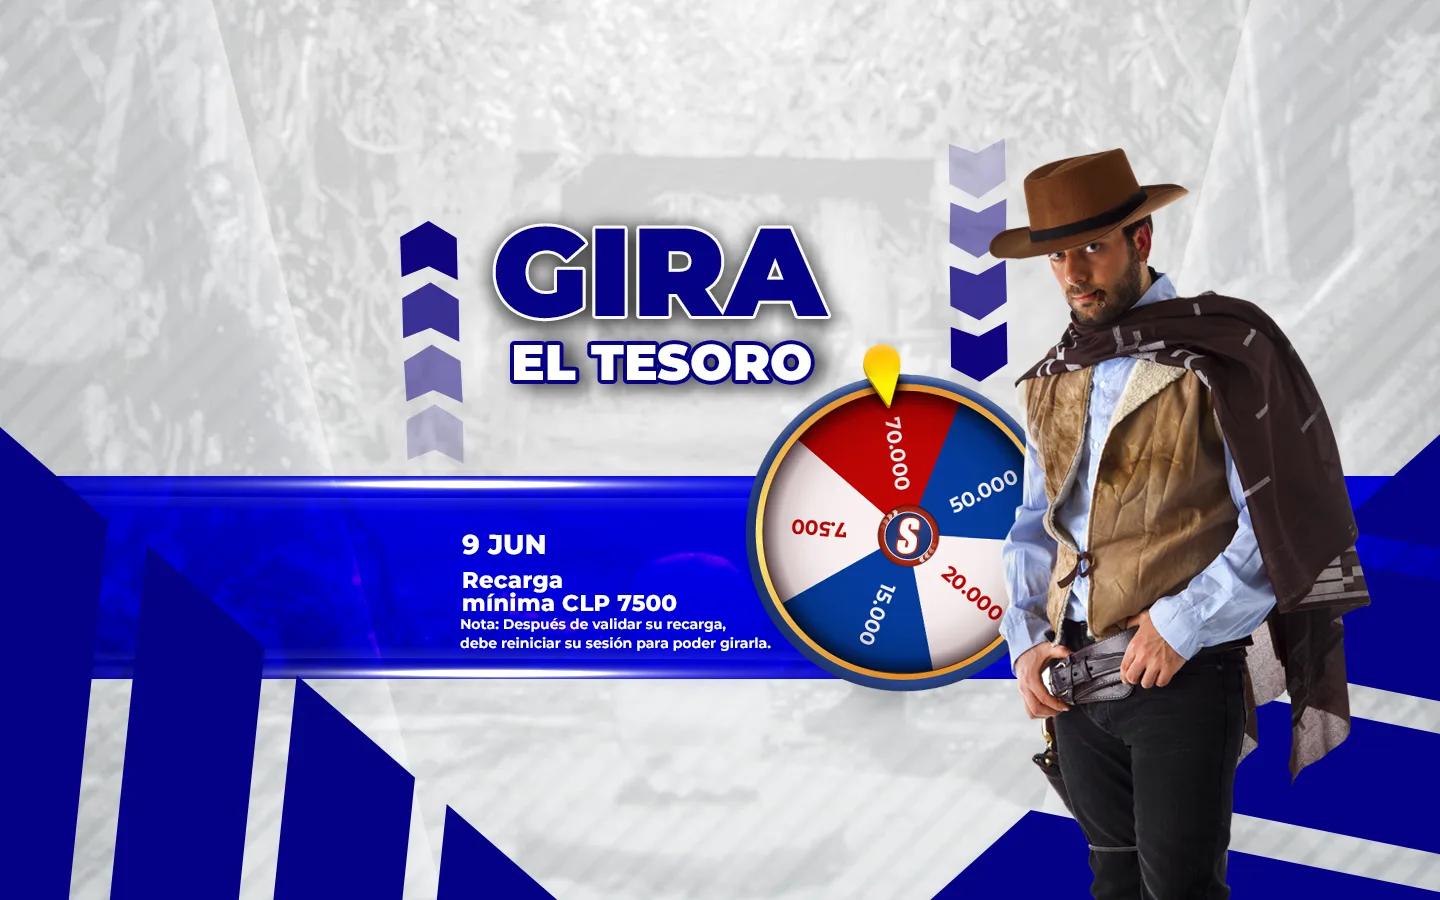 GIRA
EL TESORO
70.000
50.000
7.500
S
20.000
15.000
9 JUN
Recarga
mínima CLP 7500
Nota: Después de validar su recarga,
debe reiniciar su sesión para poder girarla.